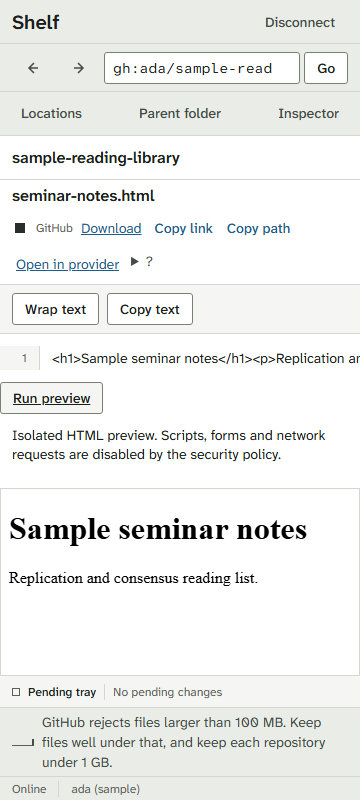 Shelf Disconnect
gh:ada/sample-read Go
Locations Parent folder Inspector
sample-reading-library
seminar-notes.html
GitHub Download Copy link Copy path
Open in provider ?
Wrap text Copy text
1 <h1>Sample seminar notes</h1><p>Replication ar
Run preview
Isolated HTML preview. Scripts, forms and network
requests are disabled by the security policy.
Sample seminar notes
Replication and consensus reading list.
Pending tray No pending changes
GitHub rejects files larger than 100 MB. Keep
files well under that, and keep each repository
under 1 GB.
Online ada (sample)